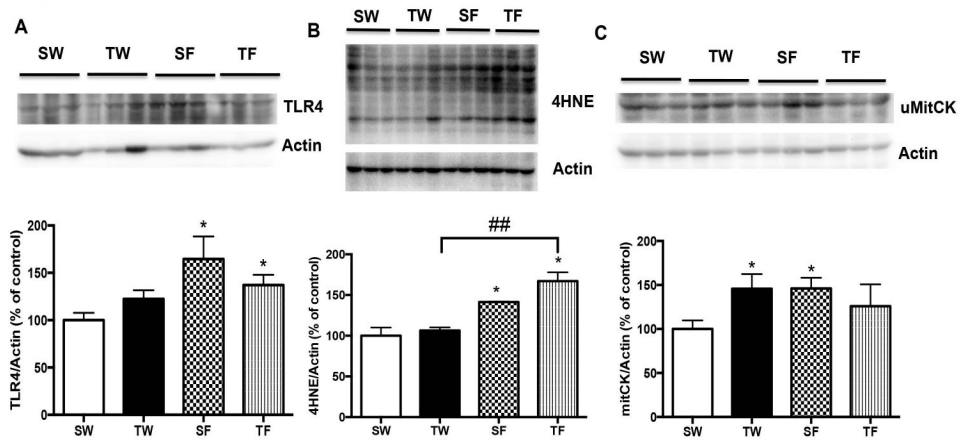 A
SW TW SF TF
TLR4
Actin
TLR4/Actin (% of control)
200
150
100
50
0
*
*
SW TW SF TF
B
SW TW SF TF
4HNE
Actin
4HNE/Actin (% of control)
200
150
100
50
0
##
*
*
SW TW SF TF
C
SW TW SF TF
uMitCK
Actin
mitCK/Actin (% of control)
200
150
100
50
0
*
*
SW TW SF TF